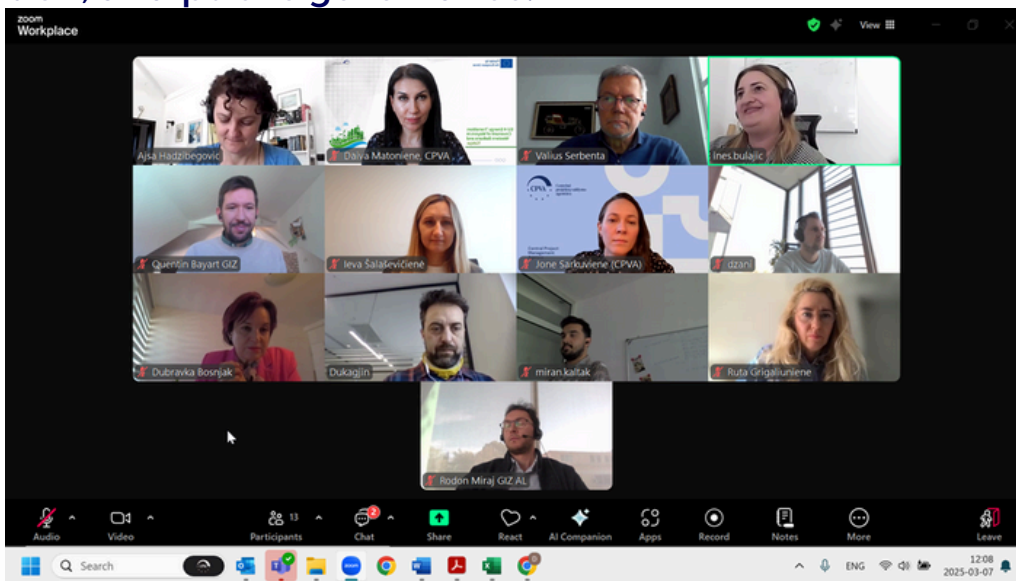 zoom
Workplace
View
Ajsa Hadzibegovic
Daiva Matoniene, CPVA
Valius Serbenta
ines.bulajic
Quentin Bayart GIZ
Ieva Šalaševičienė
CPVA
Jone Sarkuviene (CPVA)
dzani
Dubravka Bosnjak
Dukagjin
miran.kaltak
Ruta Grigaliuniene
Rodon Miraj GIZ AL
13
2
Audio
Video
Participants
Chat
Share
React
AI Companion
Apps
Record
Notes
More
Leave
Search
ENG
12:08
2025-03-07